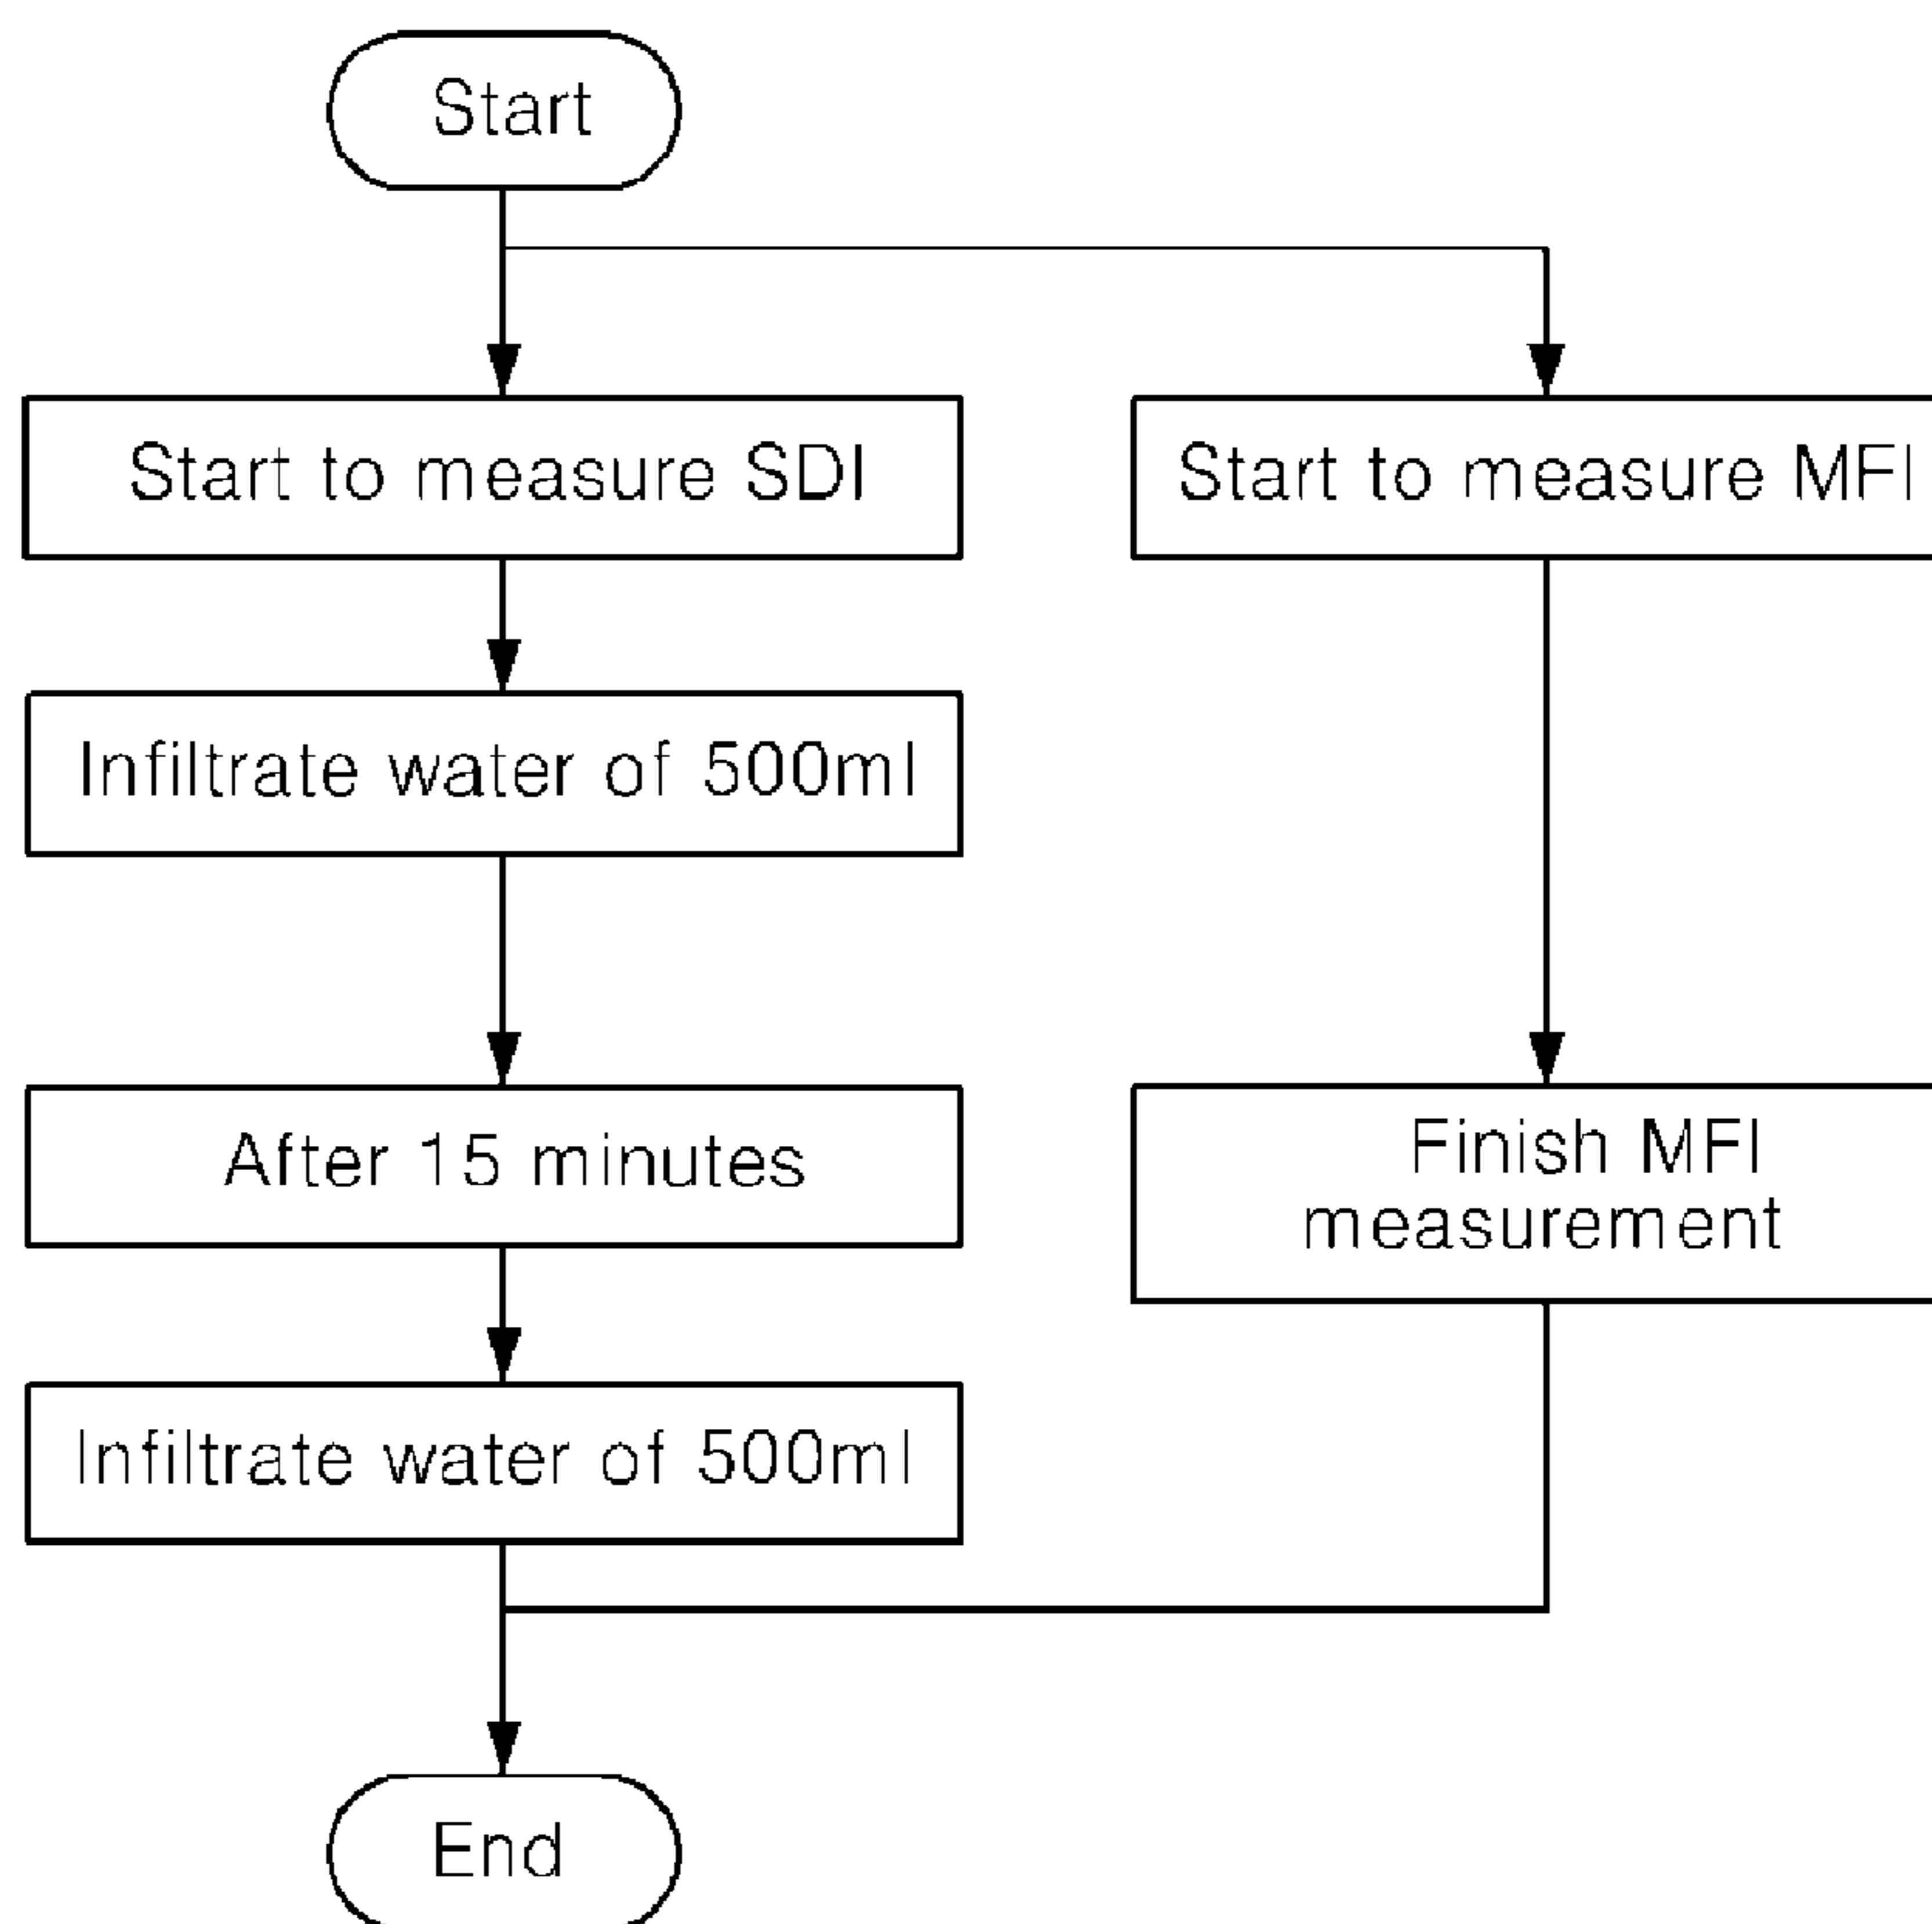 Start
Start to measure SDI
Start to measure MFI
Infiltrate water of 500ml
After 15 minutes
Finish MFI
measurement
Infiltrate water of 500ml
End